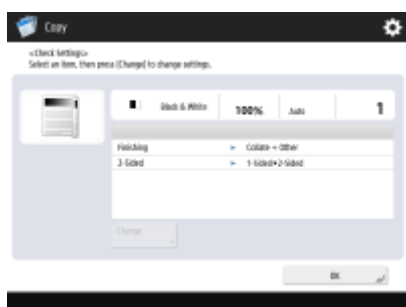 Copy
<Check Settings>
Select an item, then press [Change] to change settings.
Black & White 100% Auto 1
Finishing ► Collate + Other
2-Sided ► 1-Sided►2-Sided
Change
OK